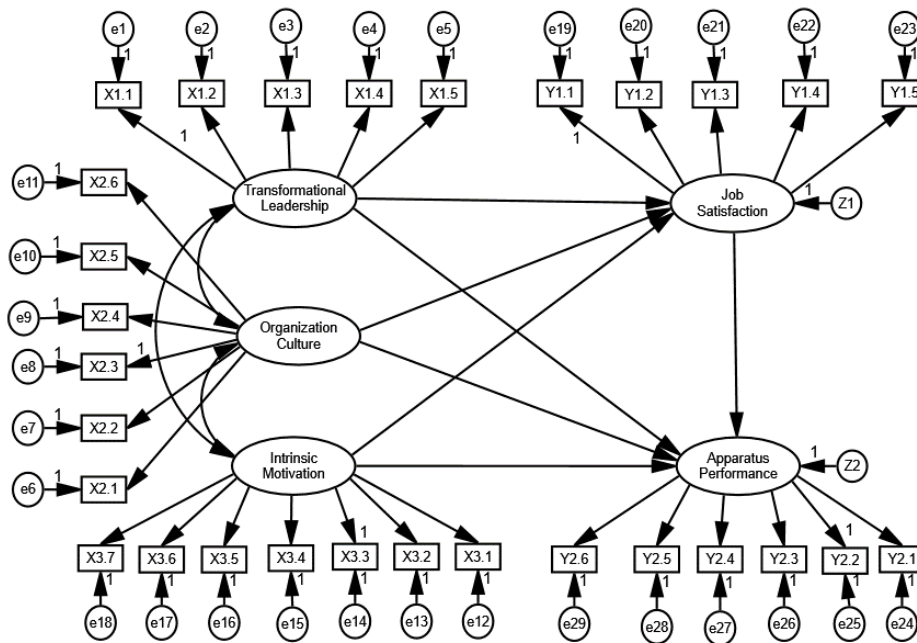 e1 e2 e3 e4 e5 e19 e20 e21 e22 e23
1 1 1 1 1 1 1 1 1 1
X1.1 X1.2 X1.3 X1.4 X1.5 Y1.1 Y1.2 Y1.3 Y1.4 Y1.5
1 1
e11 1 X2.6
Transformational
Leadership
Job
Satisfaction
1 Z1
e10 1 X2.5
e9 1 X2.4
Organization
Culture
e8 1 X2.3 1
e7 1 X2.2
e6 1 X2.1
Intrinsic
Motivation
Apparatus
Performance
1 Z2
1 1
X3.7 X3.6 X3.5 X3.4 X3.3 X3.2 X3.1 Y2.6 Y2.5 Y2.4 Y2.3 Y2.2 Y2.1
1 1 1 1 1 1 1 1 1 1 1 1 1
e18 e17 e16 e15 e14 e13 e12 e29 e28 e27 e26 e25 e24